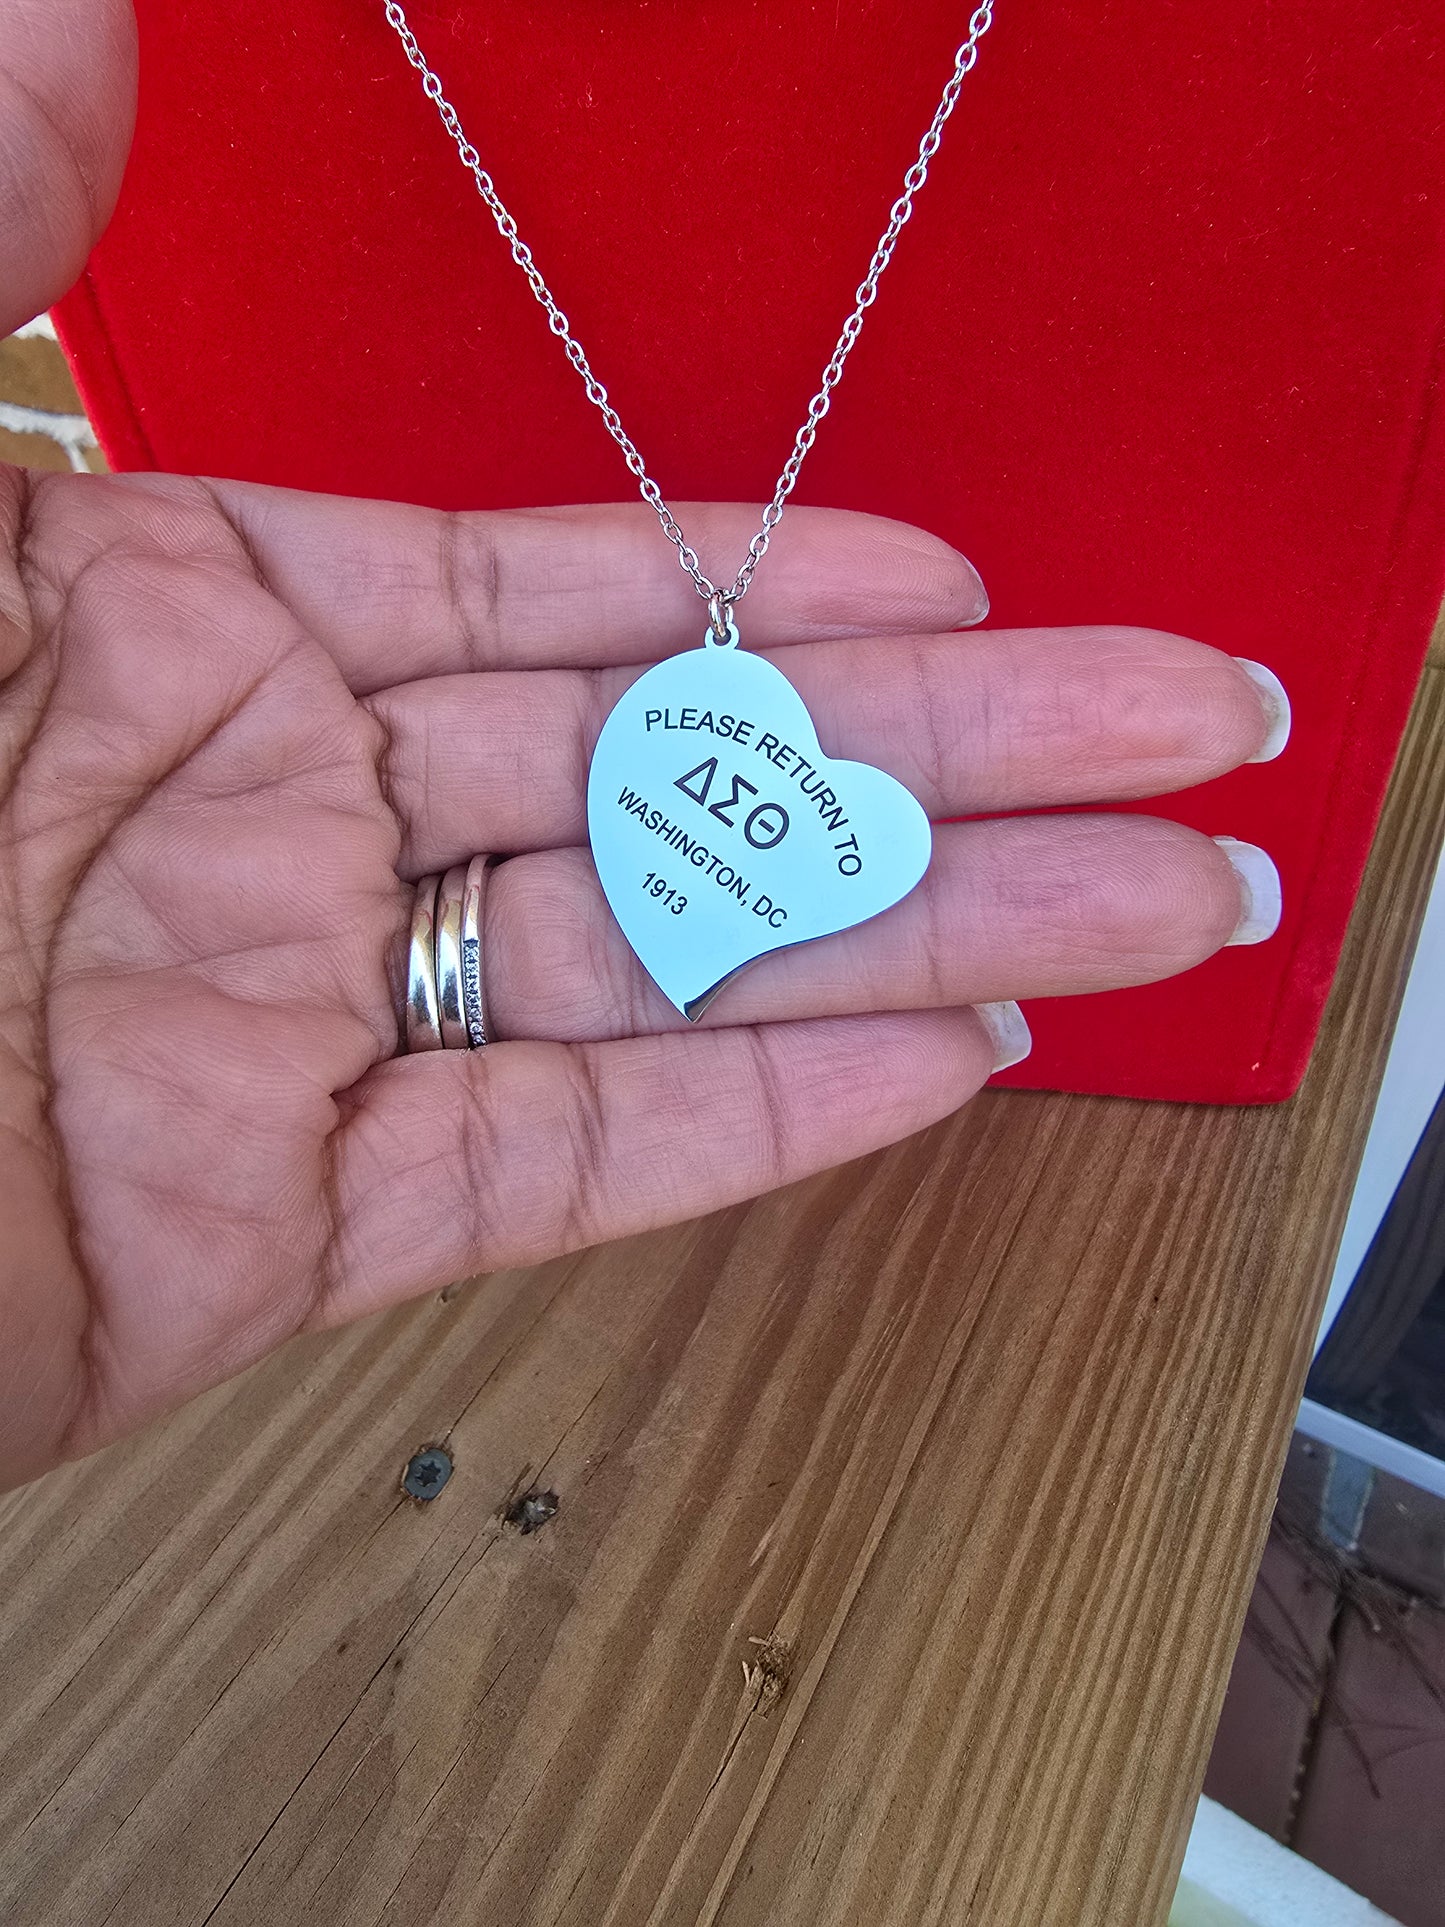 PLEASE RETURN TO
ΔΣΘ
WASHINGTON, DC
1913